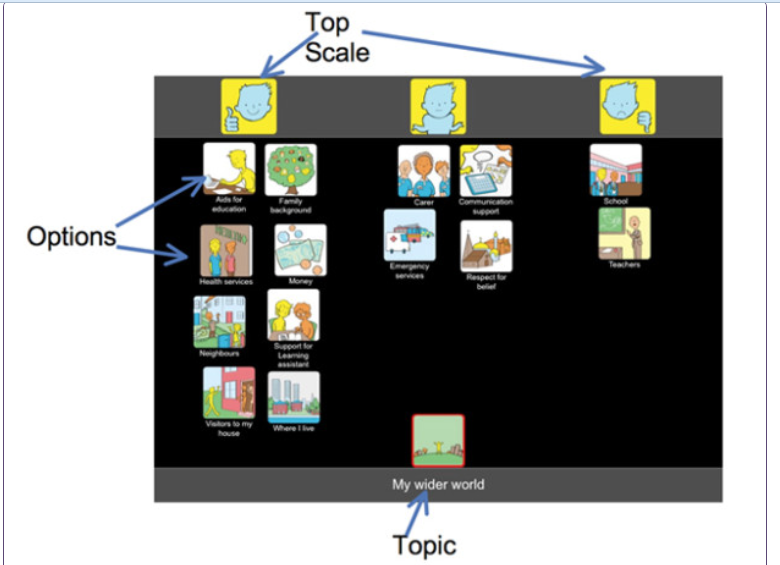 Top
Scale
Options
Aids for
education
Family
background
Carer
Communication
support
School
Health services
Money
Emergency
services
Respect for
belief
Teachers
Neighbours
Support for
Learning
assistant
Visitors to my
house
Where I live
My wider world
Topic